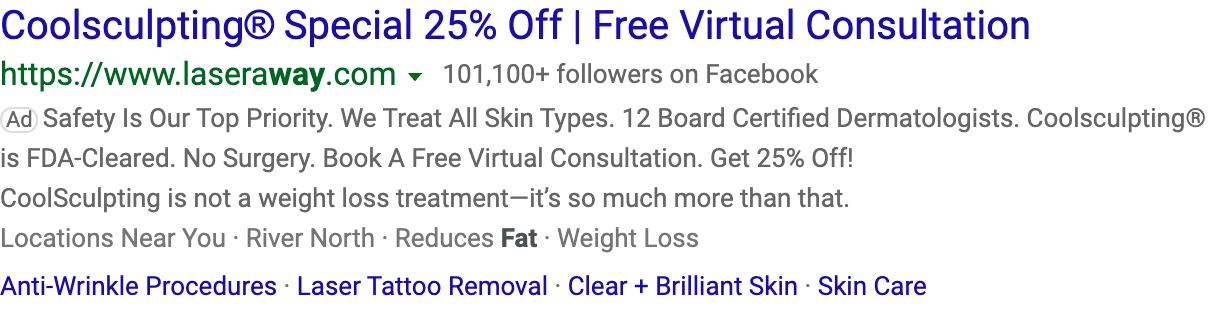 Coolsculpting® Special 25% Off | Free Virtual Consultation
https://www.laseraway.com ▾ 101,100+ followers on Facebook
Ad Safety Is Our Top Priority. We Treat All Skin Types. 12 Board Certified Dermatologists. Coolsculpting®
is FDA-Cleared. No Surgery. Book A Free Virtual Consultation. Get 25% Off!
CoolSculpting is not a weight loss treatment—it’s so much more than that.
Locations Near You · River North · Reduces Fat · Weight Loss
Anti-Wrinkle Procedures · Laser Tattoo Removal · Clear + Brilliant Skin · Skin Care